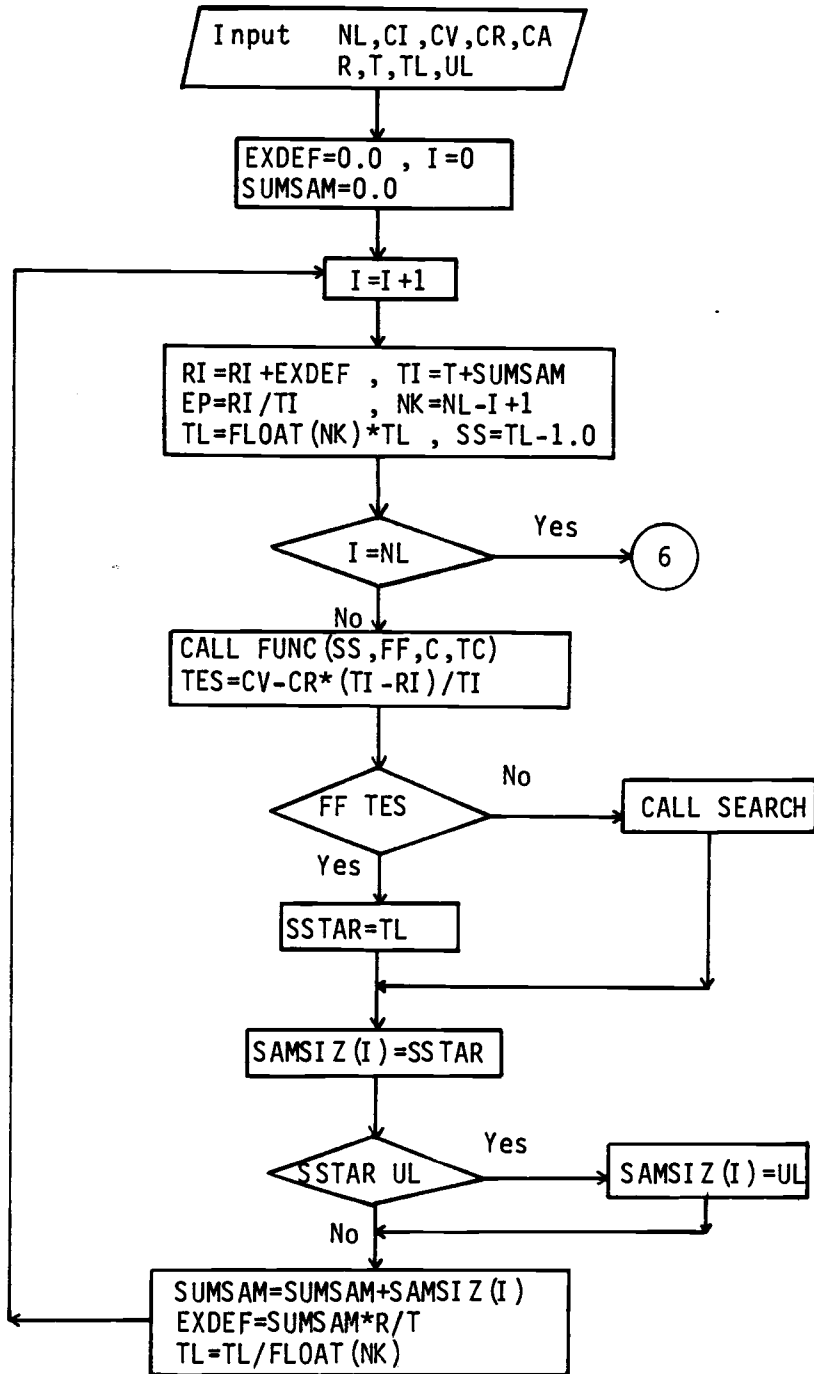 Input NL,CI,CV,CR,CA
R,T,TL,UL
EXDEF=0.0 , I=0
SUMSAM=0.0
I=I+1
RI=RI+EXDEF , TI=T+SUMSAM
EP=RI/TI , NK=NL-I+1
TL=FLOAT(NK)*TL , SS=TL-1.0
I=NL
Yes
6
No
CALL FUNC(SS,FF,C,TC)
TES=CV-CR*(TI-RI)/TI
FF TES
No
CALL SEARCH
Yes
SSTAR=TL
SAMSIZ(I)=SSTAR
SSTAR UL
Yes
SAMSIZ(I)=UL
No
SUMSAM=SUMSAM+SAMSIZ(I)
EXDEF=SUMSAM*R/T
TL=TL/FLOAT(NK)